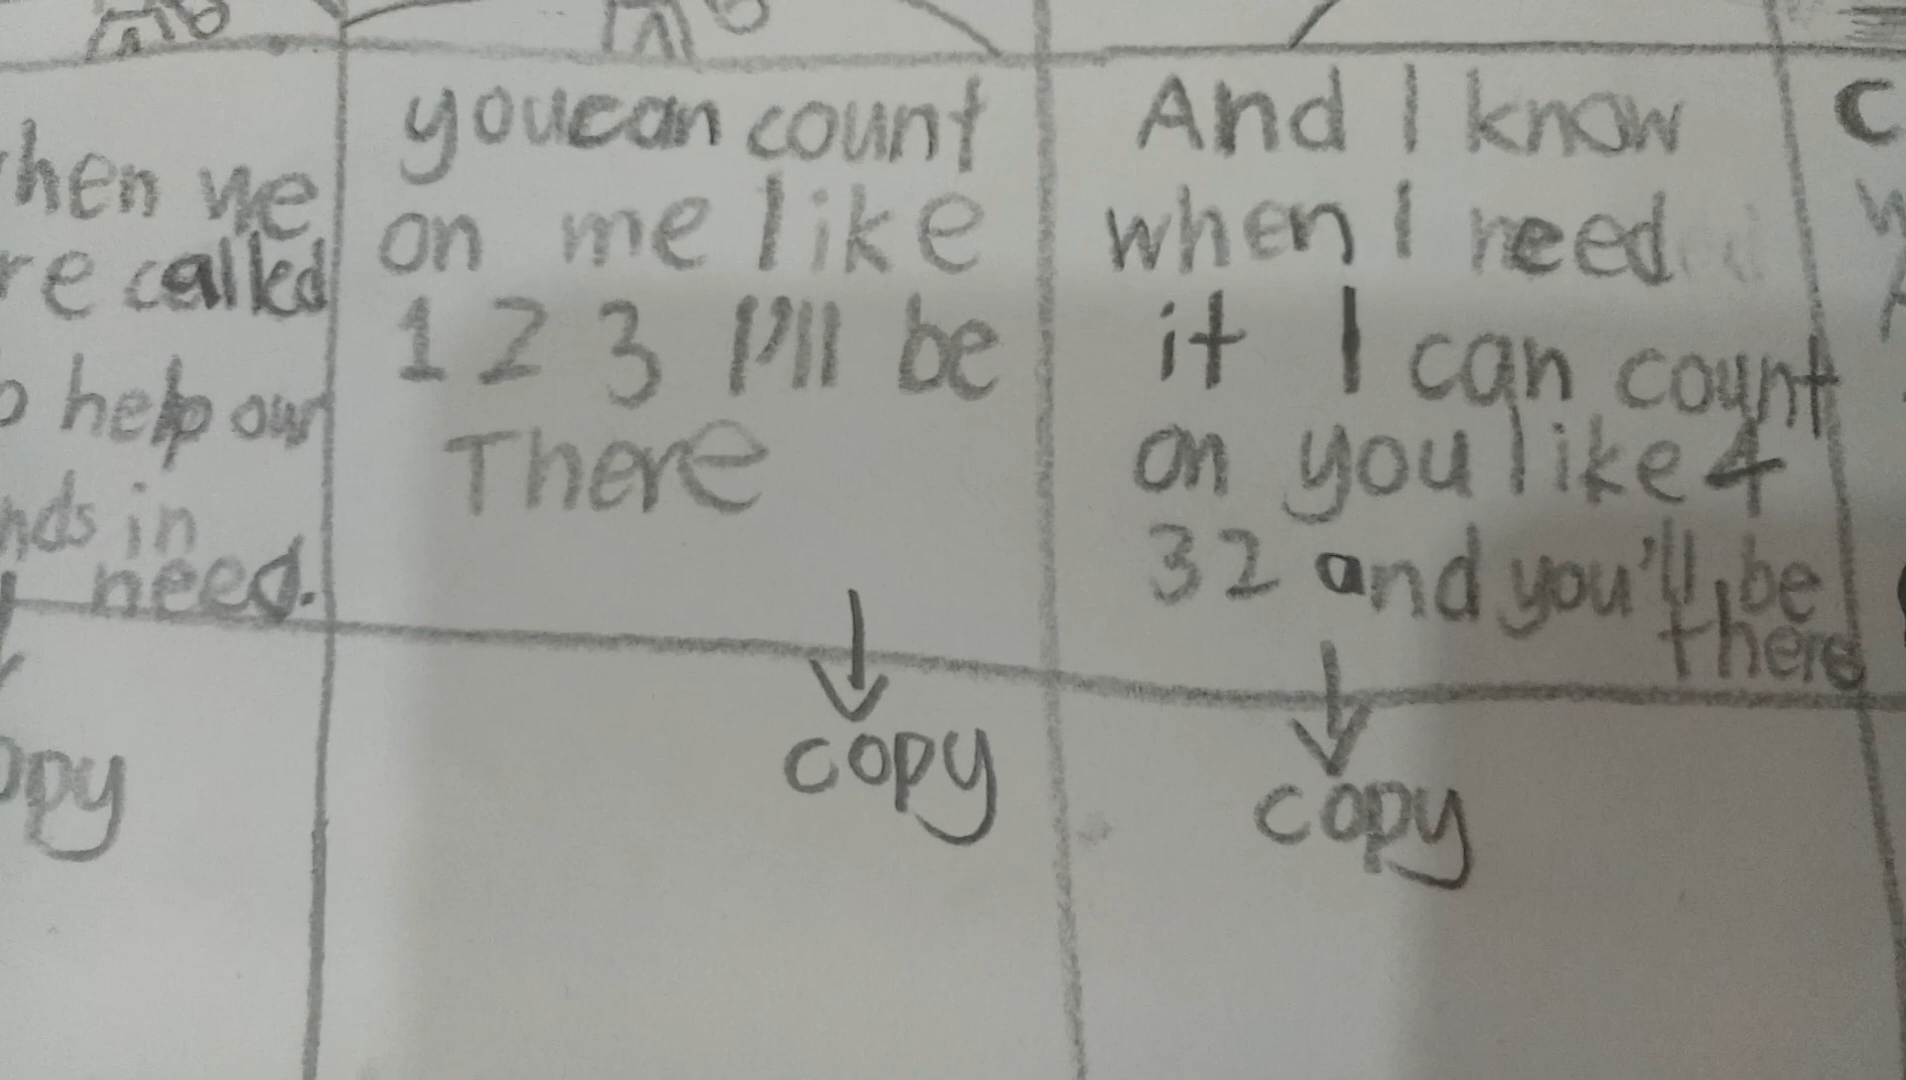 hen we
re called
help our
nds in
need.
opy
youcan count
on me like
1 2 3 I'll be
There
copy
And I know
when I need
it I can count
on you like 4
3 2 and you'll be
there
copy
C